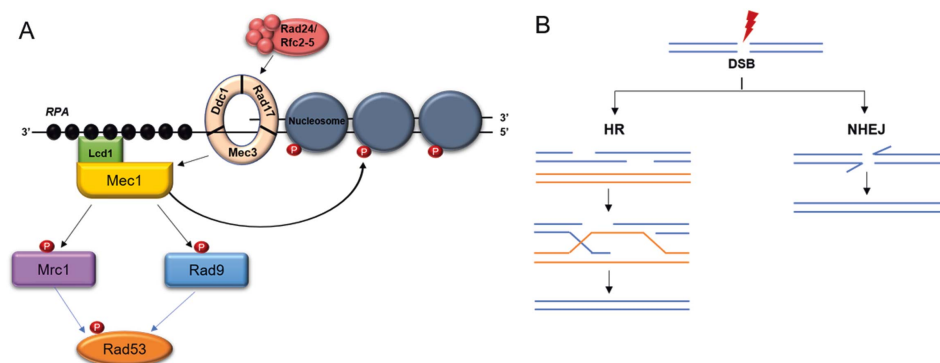 A
Rad24/
Rfc2-5
RPA
Ddc1
Rad17
Mec3
Nucleosome
3'
3'
5'
P
P
P
Lcd1
Mec1
P
P
Mrc1
Rad9
P
Rad53
B
DSB
HR
NHEJ